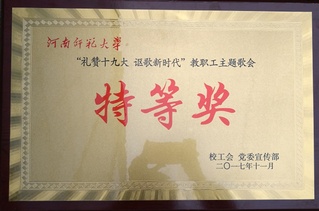 河南师范大学
“礼赞十九大 讴歌新时代”教职工主题歌会
特等奖
校工会 党委宣传部
二〇一七年十一月